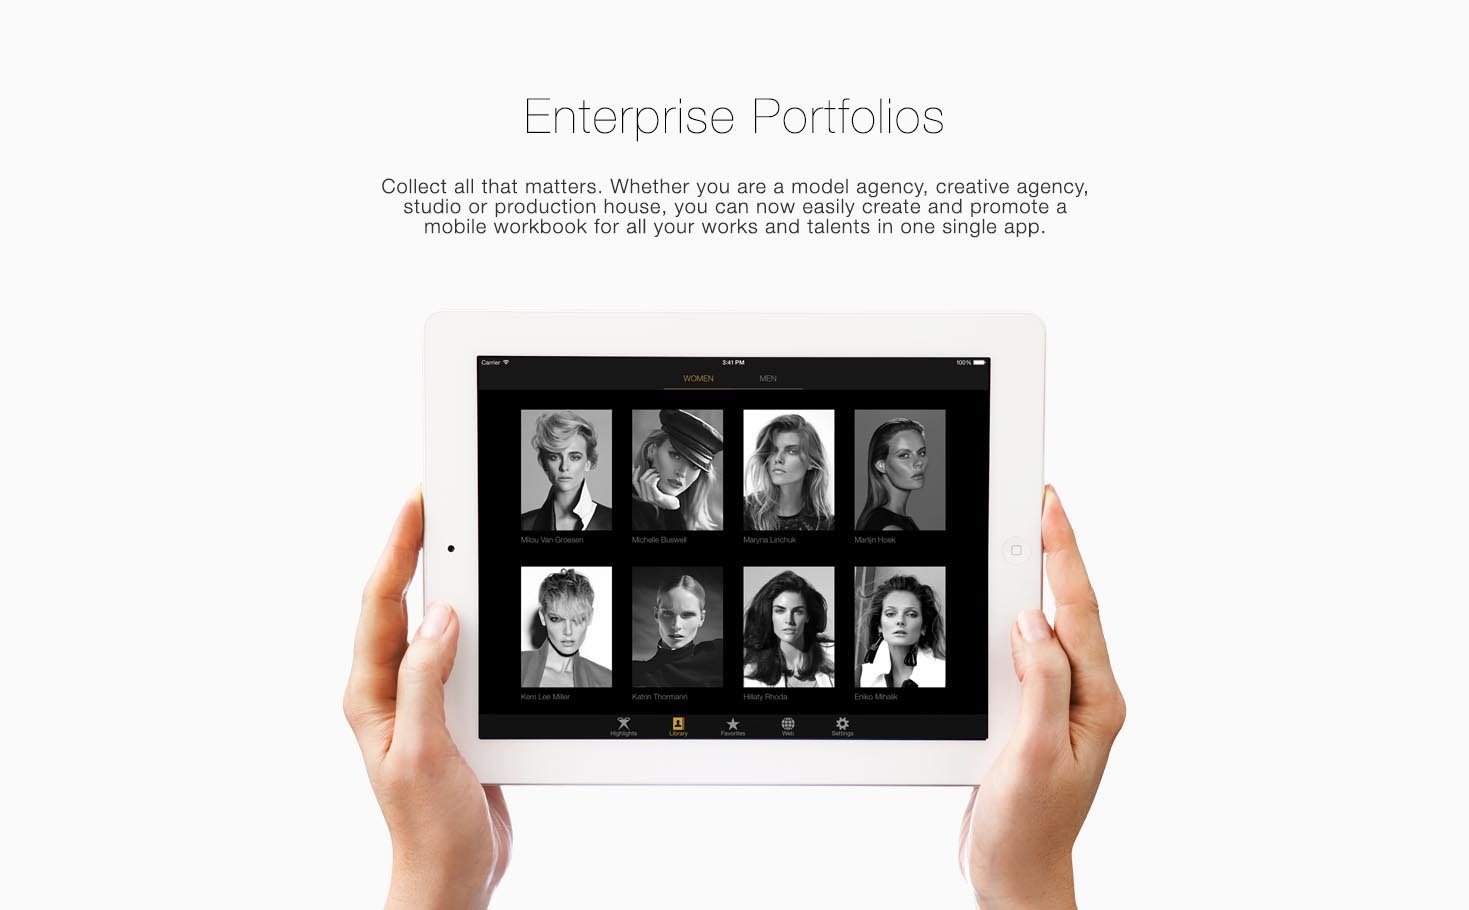 Enterprise Portfolios
Collect all that matters. Whether you are a model agency, creative agency,
studio or production house, you can now easily create and promote a
mobile workbook for all your works and talents in one single app.
Carrier 3:41 PM 100%
WOMEN MEN
Milou Van Groesen Michelle Buswell Maryna Linchuk Marlijn Hoek
Kerri Lee Miller Katrin Thormann Hillaty Rhoda Eniko Mihalik
Highlights Library Favorites Web Settings